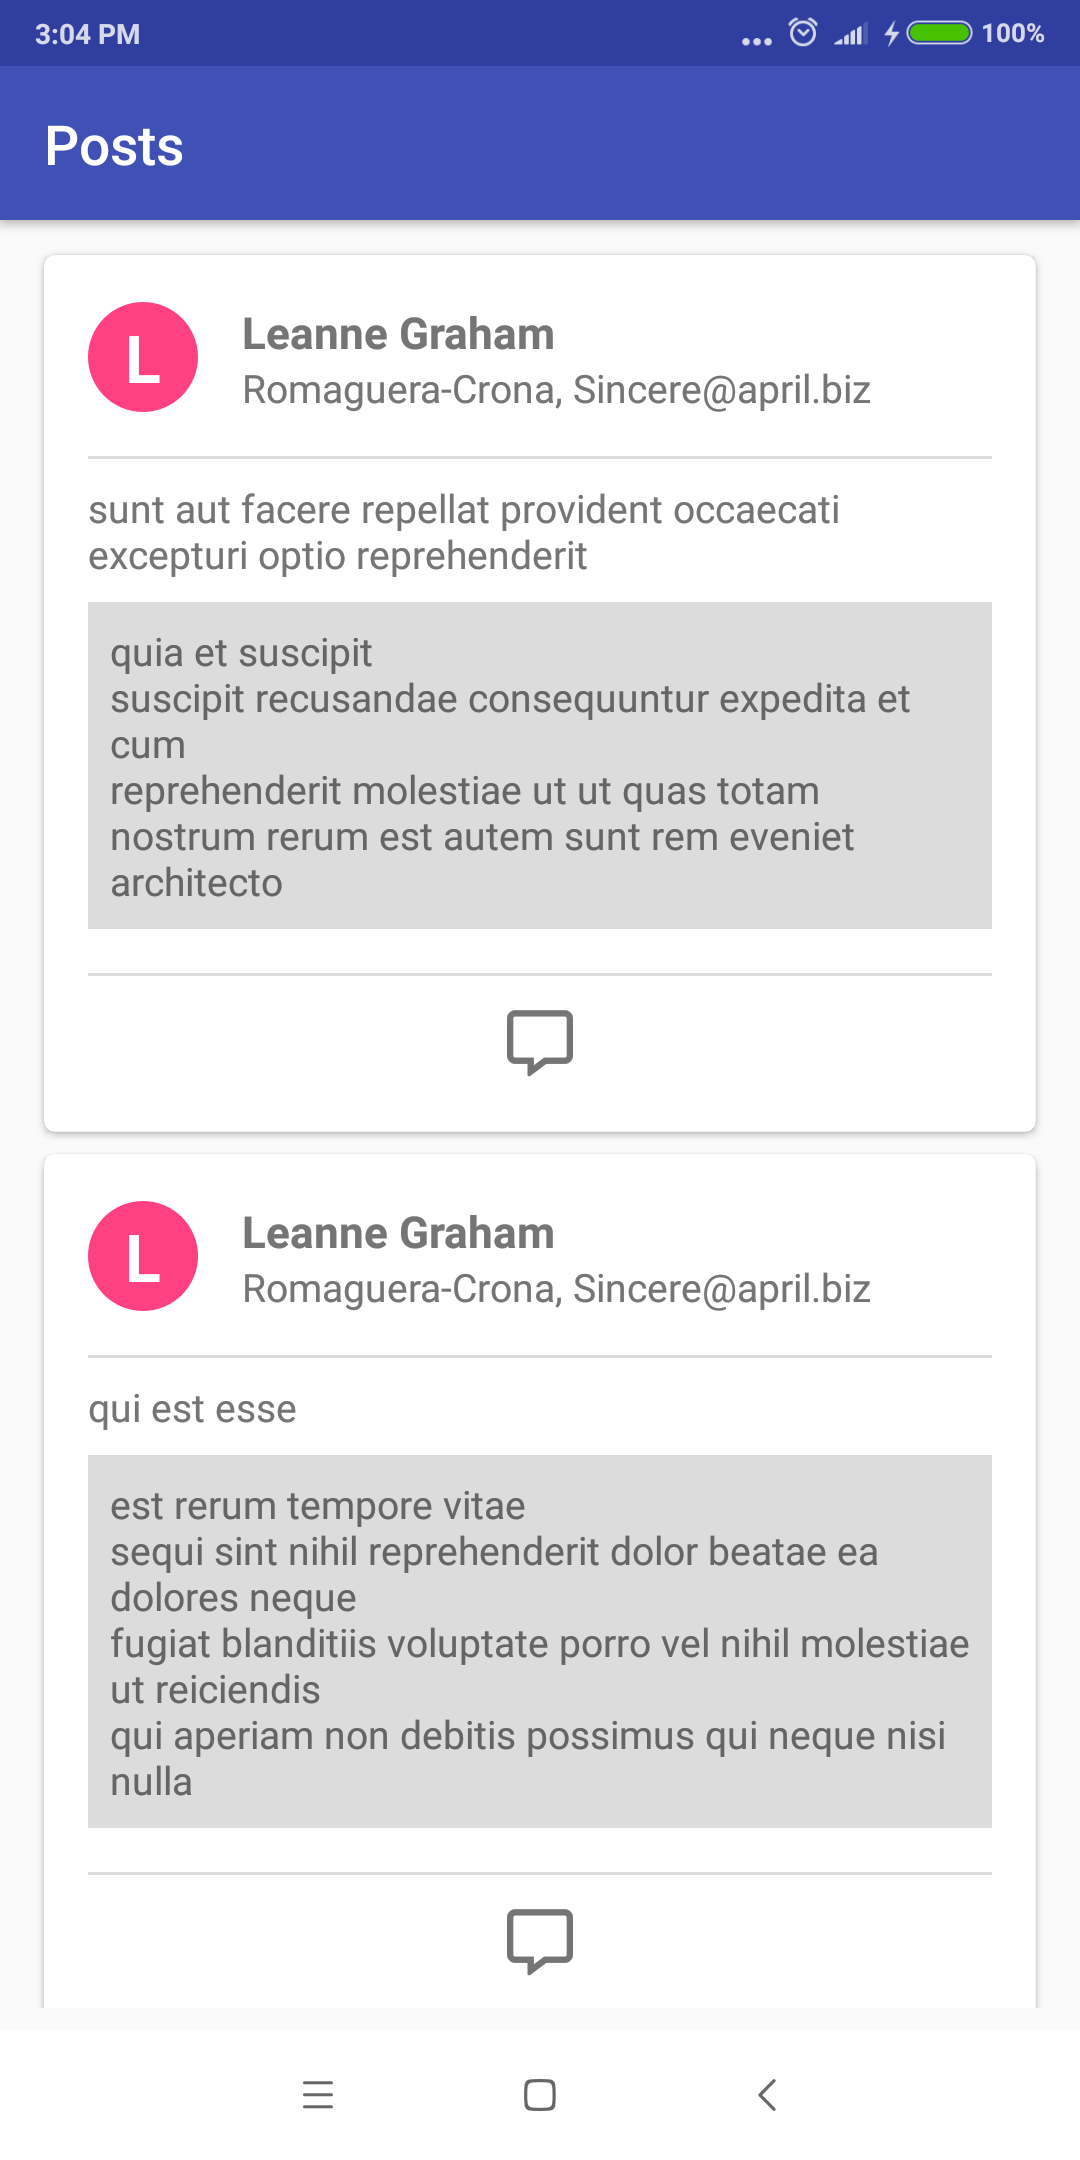 3:04 PM
100%
Posts
L
Leanne Graham
Romaguera-Crona, Sincere@april.biz
sunt aut facere repellat provident occaecati
excepturi optio reprehenderit
quia et suscipit
suscipit recusandae consequuntur expedita et
cum
reprehenderit molestiae ut ut quas totam
nostrum rerum est autem sunt rem eveniet
architecto
L
Leanne Graham
Romaguera-Crona, Sincere@april.biz
qui est esse
est rerum tempore vitae
sequi sint nihil reprehenderit dolor beatae ea
dolores neque
fugiat blanditiis voluptate porro vel nihil molestiae
ut reiciendis
qui aperiam non debitis possimus qui neque nisi
nulla